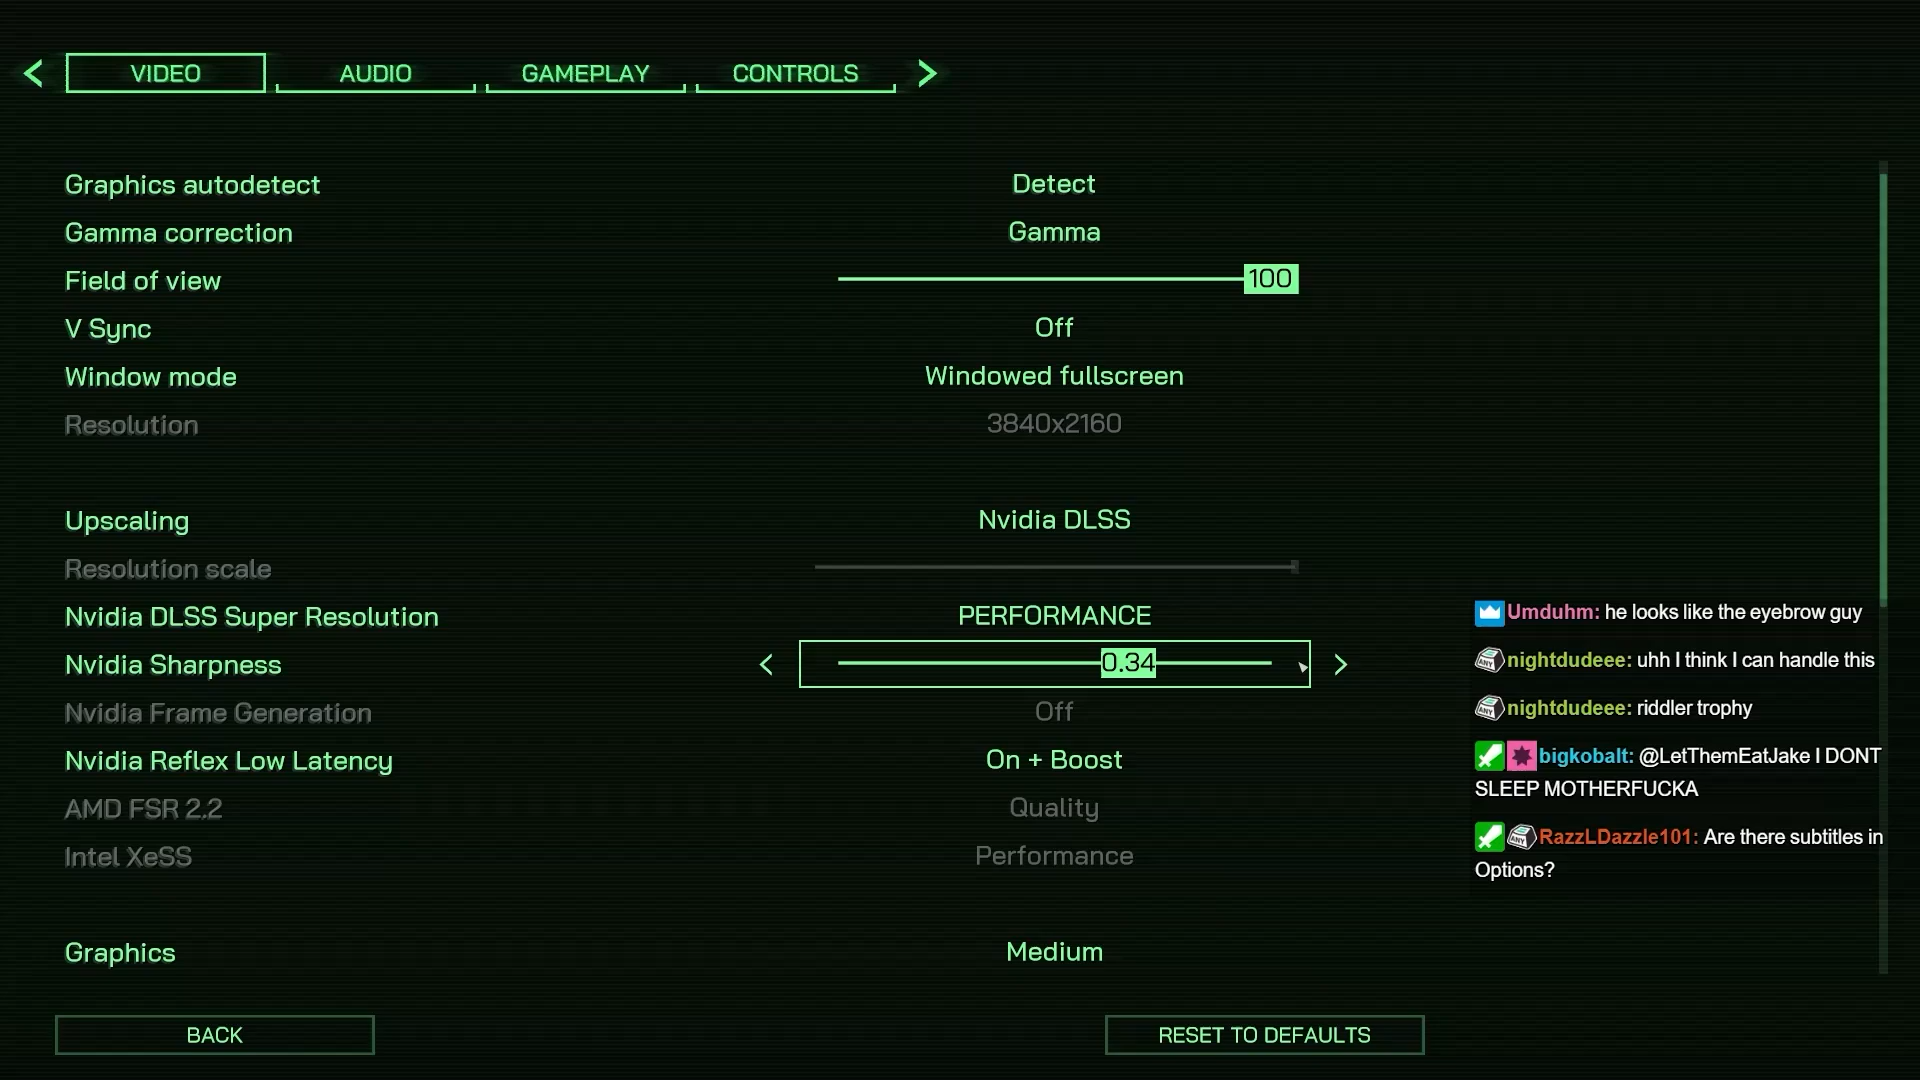 VIDEO AUDIO GAMEPLAY CONTROLS
Graphics autodetect Detect
Gamma correction Gamma
Field of view 100
V Sync Off
Window mode Windowed fullscreen
Resolution 3840x2160
Upscaling Nvidia DLSS
Resolution scale
Nvidia DLSS Super Resolution PERFORMANCE
Nvidia Sharpness 0.34
Nvidia Frame Generation Off
Nvidia Reflex Low Latency On + Boost
AMD FSR 2.2 Quality
Intel XeSS Performance
Graphics Medium
BACK RESET TO DEFAULTS
Umduhm: he looks like the eyebrow guy
ANY nightdudeee: uhh I think I can handle this
ANY nightdudeee: riddler trophy
bigkobalt: @LetThemEatJake I DONT
SLEEP MOTHERFUCKA
ANY RazzLDazzle101: Are there subtitles in
Options?